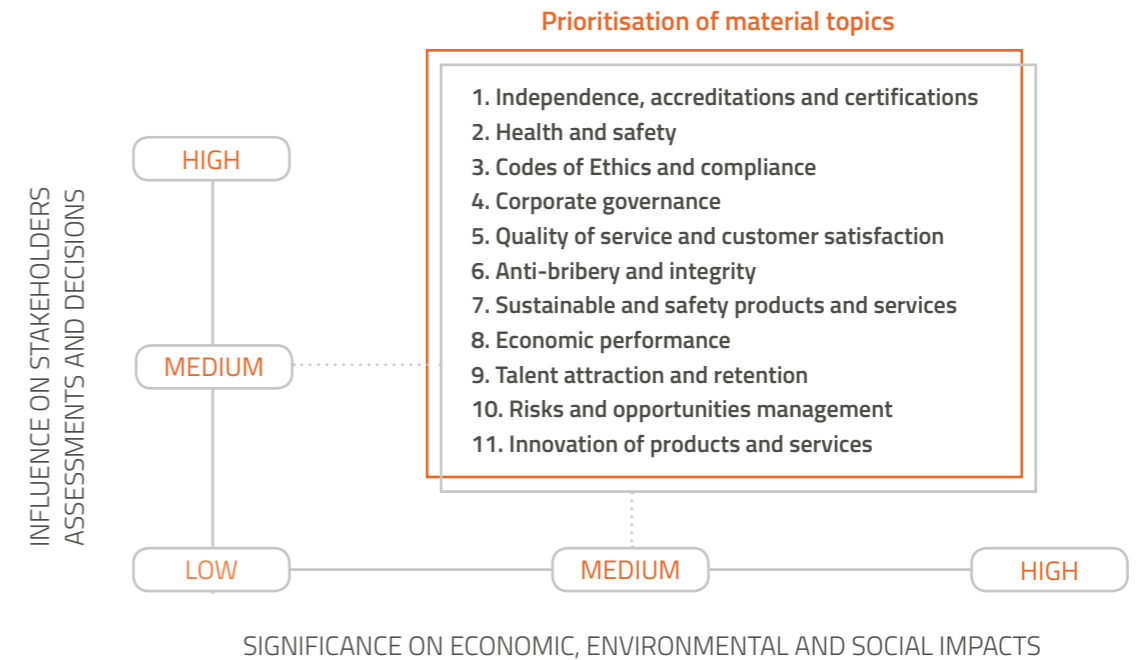 Prioritisation of material topics
1. Independence, accreditations and certifications
2. Health and safety
3. Codes of Ethics and compliance
4. Corporate governance
5. Quality of service and customer satisfaction
6. Anti-bribery and integrity
7. Sustainable and safety products and services
8. Economic performance
9. Talent attraction and retention
10. Risks and opportunities management
11. Innovation of products and services
INFLUENCE ON STAKEHOLDERS
ASSESSMENTS AND DECISIONS
HIGH
MEDIUM
LOW
MEDIUM
HIGH
SIGNIFICANCE ON ECONOMIC, ENVIRONMENTAL AND SOCIAL IMPACTS